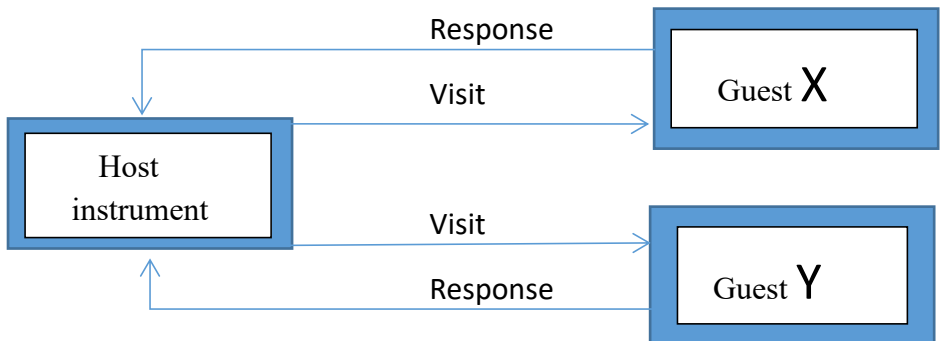 Response
Guest X
Visit
Host
instrument
Visit
Guest Y
Response